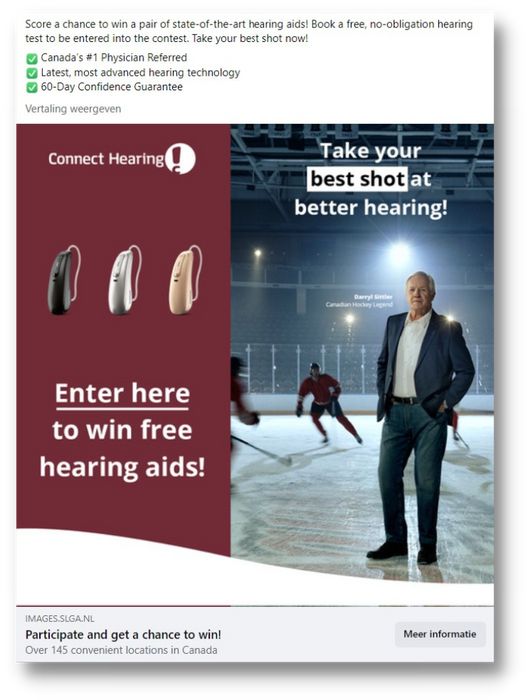 Score a chance to win a pair of state-of-the-art hearing aids! Book a free, no-obligation hearing
test to be entered into the contest. Take your best shot now!
✅ Canada's #1 Physician Referred
✅ Latest, most advanced hearing technology
✅ 60-Day Confidence Guarantee
Vertaling weergeven
Connect Hearing
Take your
best shot at
better hearing!
Darryl Sittler
Canadian Hockey Legend
Enter here
to win free
hearing aids!
IMAGES.SLGA.NL
Participate and get a chance to win!
Over 145 convenient locations in Canada
Meer informatie